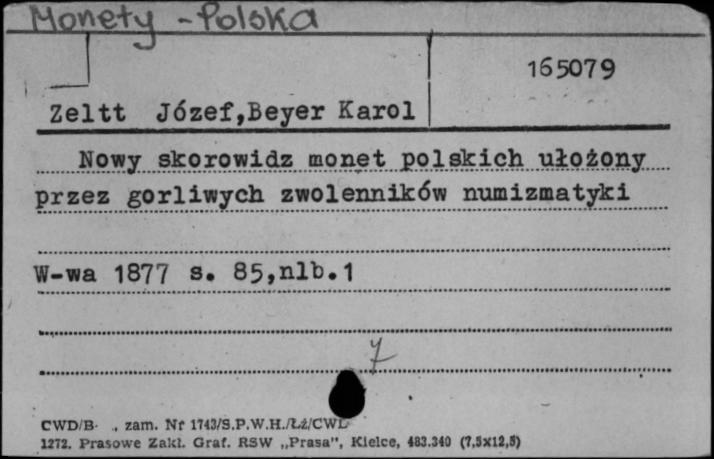 Monety - Polska
165079
Zeltt Józef,Beyer Karol
Nowy skorowidz monet polskich ułożony
przez gorliwych zwolenników numizmatyki
W-wa 1877 s. 85,nlb.1
7
CWD/B- ., zam. Nr 1743/S.P.W.H./Łż/CWD
1272. Prasowe Zakł. Graf. RSW „Prasa", Kielce, 483.340 (7,5x12,5)